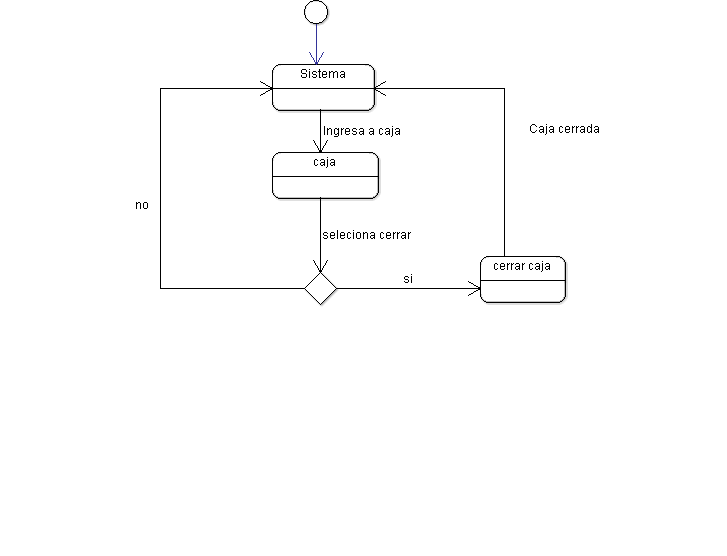 Sistema
Ingresa a caja
Caja cerrada
caja
no
seleciona cerrar
cerrar caja
si